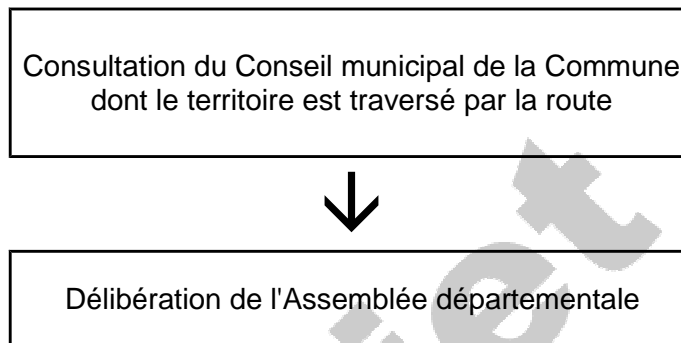 Consultation du Conseil municipal de la Commune
dont le territoire est traversé par la route
Délibération de l'Assemblée départementale